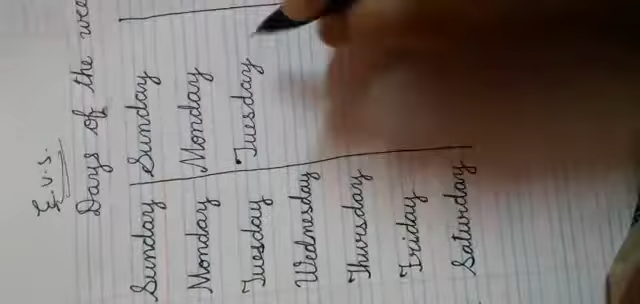 E.V.S.
Days of the wee
Sunday Sunday
Monday Monday
Tuesday Tuesday
Wednesday
Thursday
Friday
Saturday